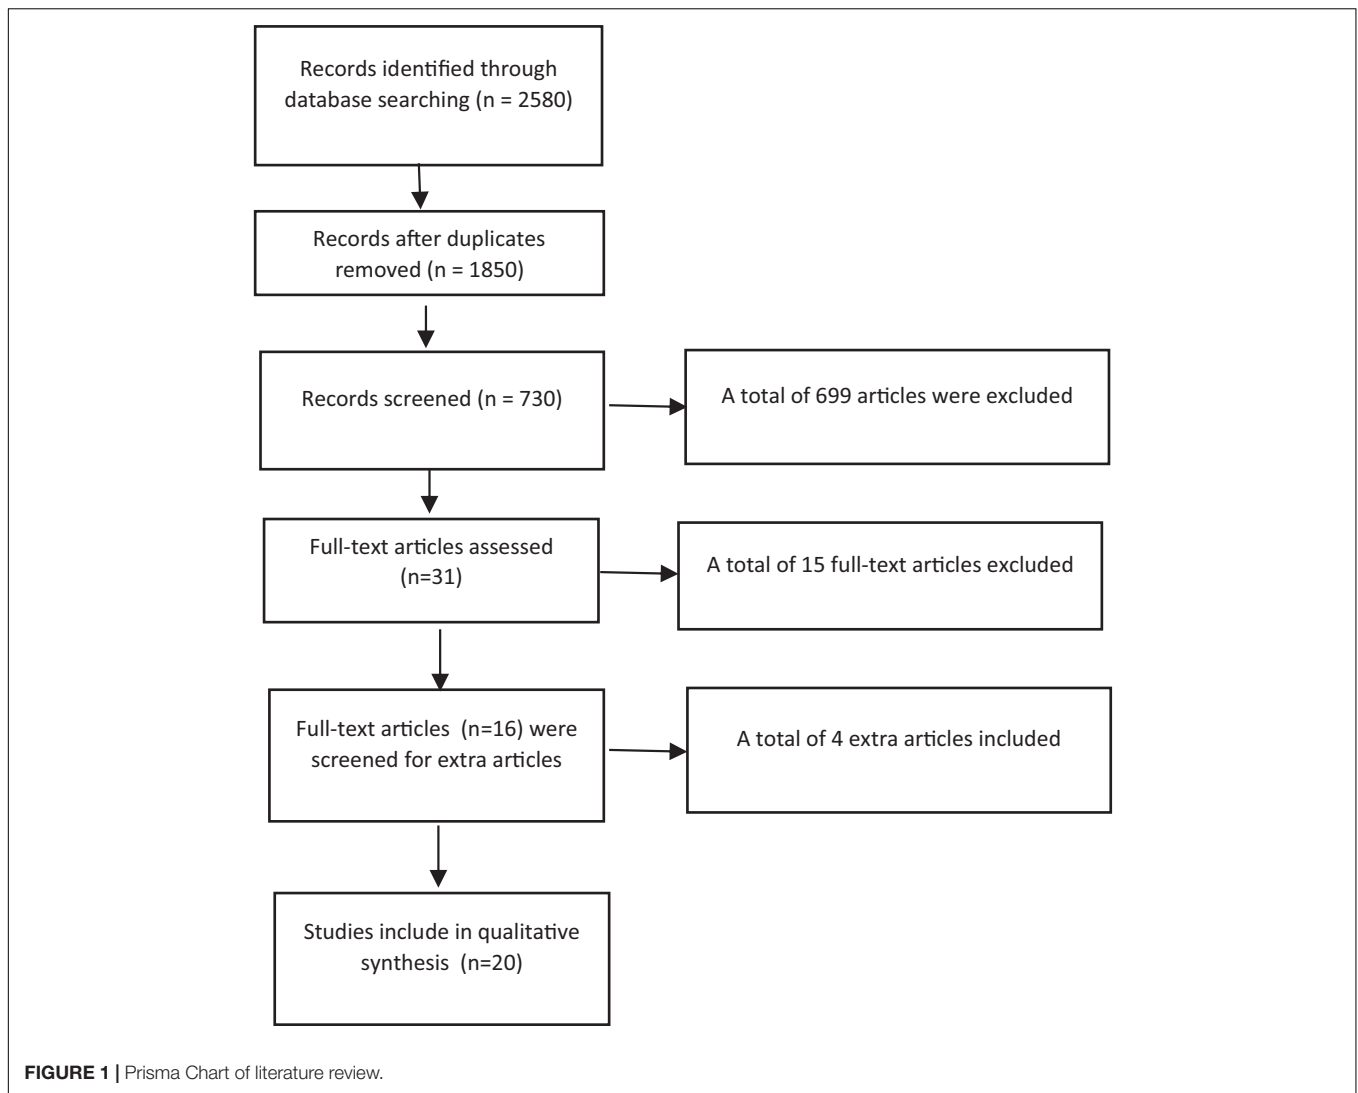 Records identified through
database searching (n = 2580)
Records after duplicates
removed (n = 1850)
Records screened (n = 730)
A total of 699 articles were excluded
Full-text articles assessed
(n=31)
A total of 15 full-text articles excluded
Full-text articles (n=16) were
screened for extra articles
A total of 4 extra articles included
Studies include in qualitative
synthesis (n=20)
FIGURE 1 | Prisma Chart of literature review.